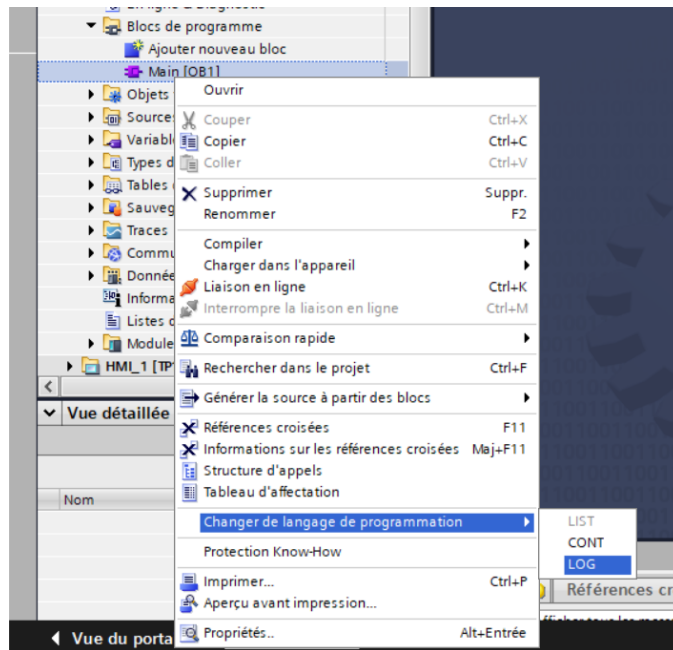 Blocs de programme
Ajouter nouveau bloc
Main [OB1]
Objets
Source
Variabl
Types d
Tables
Sauveg
Traces
Commu
Donnée
Informa
Listes d
Module
HMI_1 [TP
Vue détaillée
Nom
Vue du porta
Ouvrir
Couper Ctrl+X
Copier Ctrl+C
Coller Ctrl+V
Supprimer Suppr.
Renommer F2
Compiler
Charger dans l'appareil
Liaison en ligne Ctrl+K
Interrompre la liaison en ligne Ctrl+M
Comparaison rapide
Rechercher dans le projet Ctrl+F
Générer la source à partir des blocs
Références croisées F11
Informations sur les références croisées Maj+F11
Structure d'appels
Tableau d'affectation
Changer de langage de programmation
Protection Know-How
Imprimer... Ctrl+P
Aperçu avant impression...
Propriétés.. Alt+Entrée
LIST
CONT
LOG
Références cr